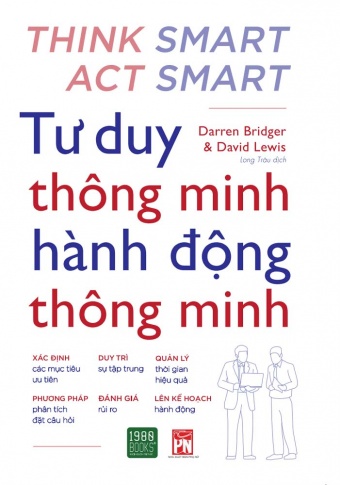 THINK SMART
ACT SMART
Tư duy
Darren Bridger
& David Lewis
Long Trâu dịch
thông minh
hành động
thông minh
XÁC ĐỊNH
các mục tiêu
ưu tiên
DUY TRÌ
sự tập trung
QUẢN LÝ
thời gian
hiệu quả
PHƯƠNG PHÁP
phân tích
đặt câu hỏi
ĐÁNH GIÁ
rủi ro
LÊN KẾ HOẠCH
hành động
1980
BOOKS
PN